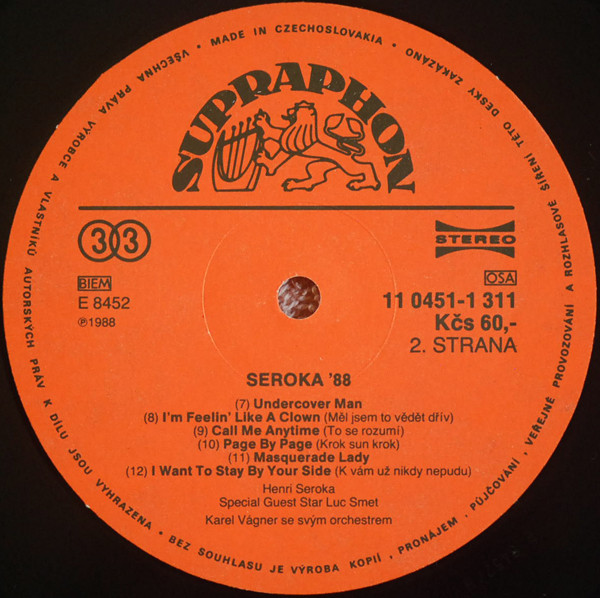 VŠECHNA PRÁVA VÝROBCE A VLASTNÍKŮ AUTORSKÝCH PRÁV K DÍLU JSOU VYHRAZENA • BEZ SOUHLASU JE VÝROBA KOPIÍ, PRONÁJEM, PŮJČOVÁNÍ, VEŘEJNÉ PROVOZOVÁNÍ A ROZHLASOVÉ ŠÍŘENÍ TÉTO DESKY ZAKÁZÁNO • MADE IN CZECHOSLOVAKIA •
SUPRAPHON
33
STEREO
BIEM
OSA
E 8452
11 0451-1 311
℗1988
Kčs 60,-
2. STRANA
SEROKA '88
(7) Undercover Man
(8) I'm Feelin' Like A Clown (Měl jsem to vědět dřív)
(9) Call Me Anytime (To se rozumí)
(10) Page By Page (Krok sun krok)
(11) Masquerade Lady
(12) I Want To Stay By Your Side (K vám už nikdy nepudu)
Henri Seroka
Special Guest Star Luc Smet
Karel Vágner se svým orchestrem